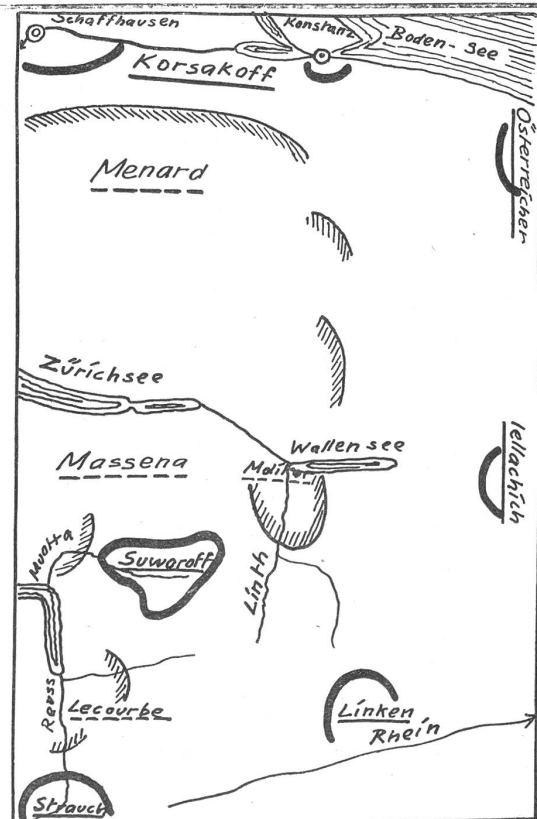 Schaffhausen
Konstanz
Boden-see
Korsakoff
Österreicher
Menard
Zürichsee
Wallensee
Massena
Iellachich
Muotta
Suworoff
Linth
Reuss
Lecourbe
Linken
Rhein
Strauch